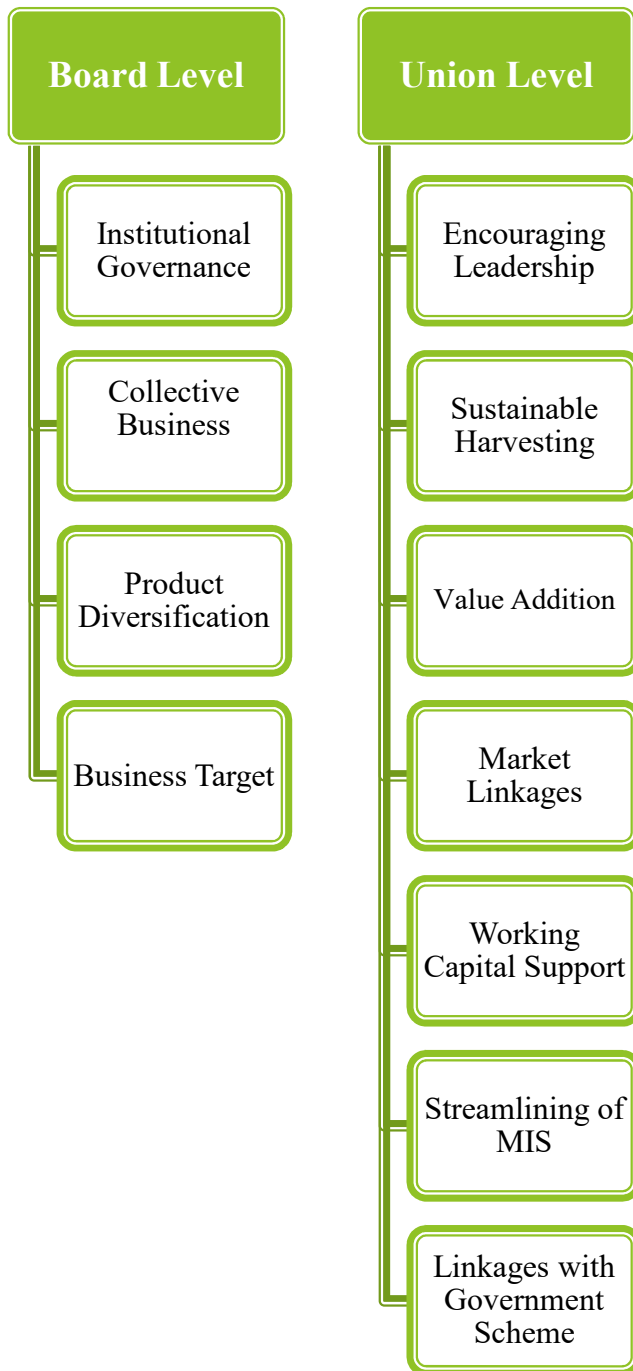 Board Level
Institutional
Governance
Collective
Business
Product
Diversification
Business Target
Union Level
Encouraging
Leadership
Sustainable
Harvesting
Value Addition
Market
Linkages
Working
Capital Support
Streamlining of
MIS
Linkages with
Government
Scheme